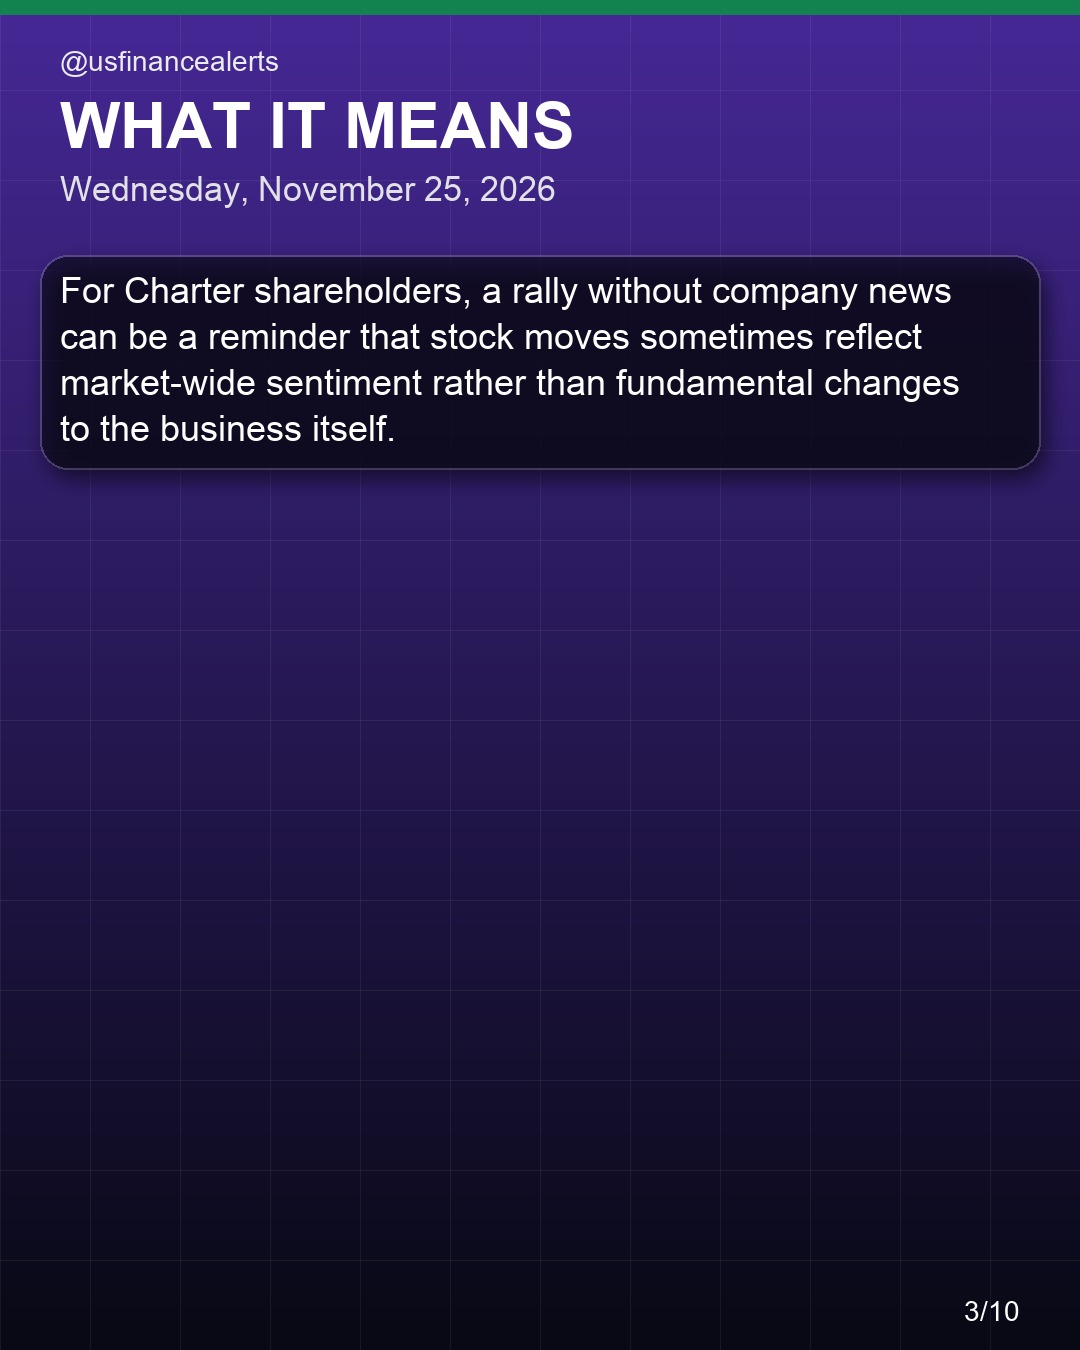 @usfinancealerts
WHAT IT MEANS
Wednesday, November 25, 2026
For Charter shareholders, a rally without company news
can be a reminder that stock moves sometimes reflect
market-wide sentiment rather than fundamental changes
to the business itself.
3/10